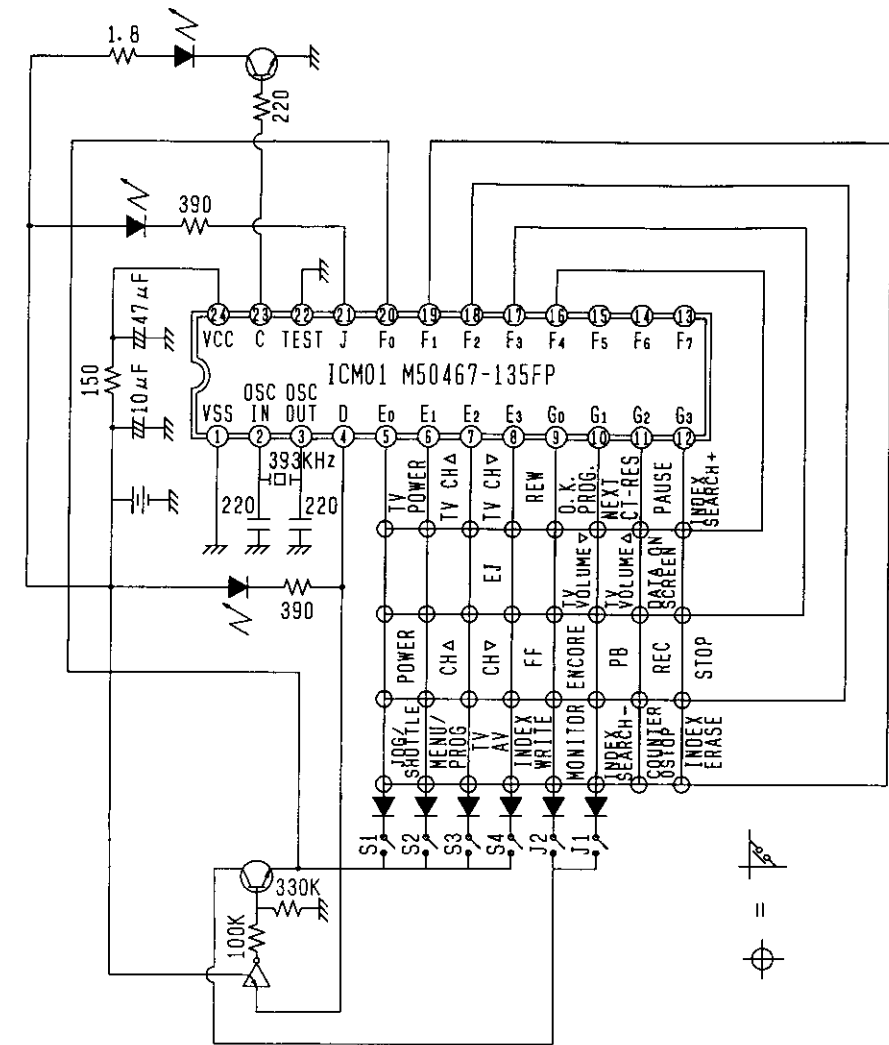 1.8
220
390
47μF
10μF
150
24 23 22 21 20 19 18 17 16 15 14 13
VCC C TEST J F0 F1 F2 F3 F4 F5 F6 F7
ICM01 M50467-135FP
VSS OSC IN OSC OUT D E0 E1 E2 E3 G0 G1 G2 G3
1 2 3 4 5 6 7 8 9 10 11 12
393KHz
220
220
390
TV POWER
TV CH△
TV CH▽
REW
O.K. PROG.
NEXT CT-RES
PAUSE
INDEX SEARCH+
EJ
TV VOLUME▽
TV VOLUME△
DATA ON SCREEN
POWER
CH△
CH▽
FF
ENCORE
PB
REC
STOP
JOG/ SHOTTLE
MENU/ PROG
TV AV
INDEX WRITE
MONITOR
INDEX SEARCH-
COUNTER 0STOP
INDEX ERASE
S1 S2 S3 S4 J2 J1
330K
100K
=